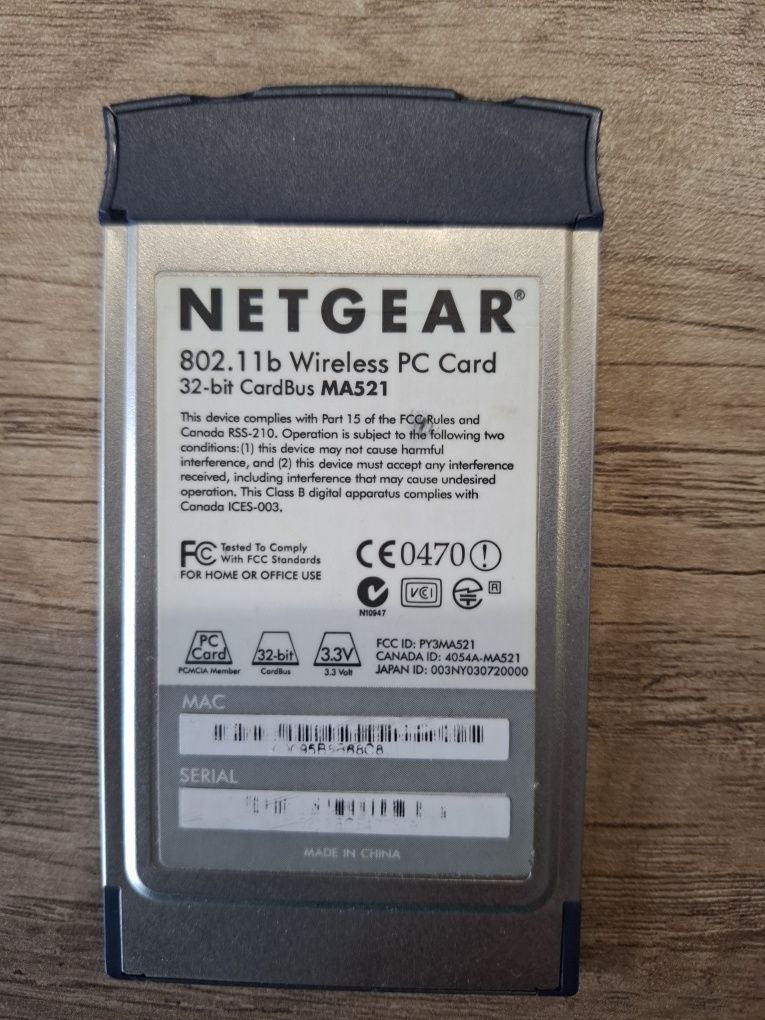 NETGEAR®
802.11b Wireless PC Card
32-bit CardBus MA521
This device complies with Part 15 of the FCC Rules and
Canada RSS-210. Operation is subject to the following two
conditions: (1) this device may not cause harmful
interference, and (2) this device must accept any interference
received, including interference that may cause undesired
operation. This Class B digital apparatus complies with
Canada ICES-003.
FC Tested To Comply
With FCC Standards
FOR HOME OR OFFICE USE
CE0470!
N10947
VCI
R
PC
Card
PCMCIA Member
32-bit
CardBus
3.3V
3.3 Volt
FCC ID: PY3MA521
CANADA ID: 4054A-MA521
JAPAN ID: 003NY030720000
MAC
SERIAL
MADE IN CHINA